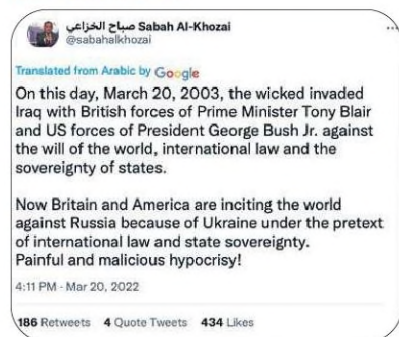 صباح الخزاعي Sabah Al-Khozai
@sabahalkhozai
Translated from Arabic by Google
On this day, March 20, 2003, the wicked invaded
Iraq with British forces of Prime Minister Tony Blair
and US forces of President George Bush Jr. against
the will of the world, international law and the
sovereignty of states.
Now Britain and America are inciting the world
against Russia because of Ukraine under the pretext
of international law and state sovereignty.
Painful and malicious hypocrisy!
4:11 PM · Mar 20, 2022
186 Retweets 4 Quote Tweets 434 Likes